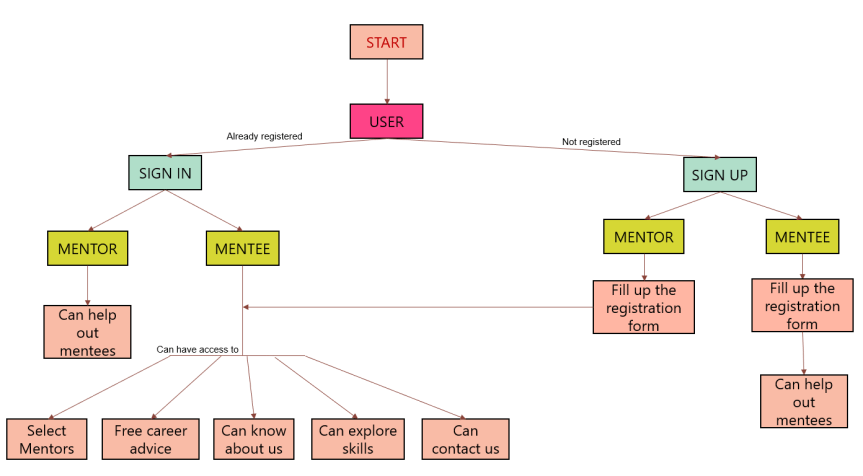 START
USER
Already registered
Not registered
SIGN IN
SIGN UP
MENTOR
MENTEE
MENTOR
MENTEE
Can help
out
mentees
Fill up the
registration
form
Fill up the
registration
form
Can have access to
Can help
out
mentees
Select
Mentors
Free career
advice
Can know
about us
Can explore
skills
Can
contact us